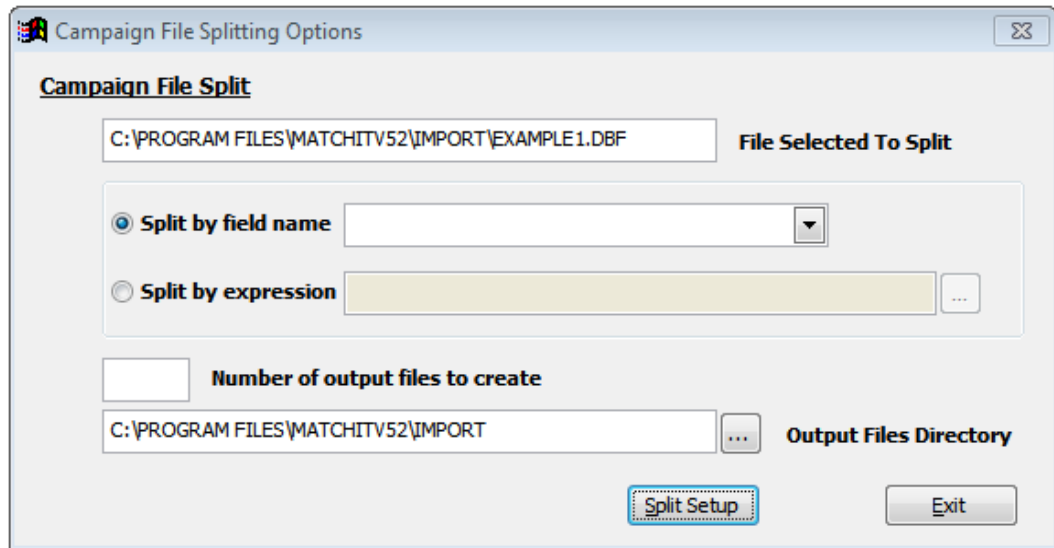 Campaign File Splitting Options
Campaign File Split
C:\PROGRAM FILES\MATCHITV52\IMPORT\EXAMPLE1.DBF File Selected To Split
Split by field name
Split by expression ...
Number of output files to create
C:\PROGRAM FILES\MATCHITV52\IMPORT ... Output Files Directory
Split Setup Exit